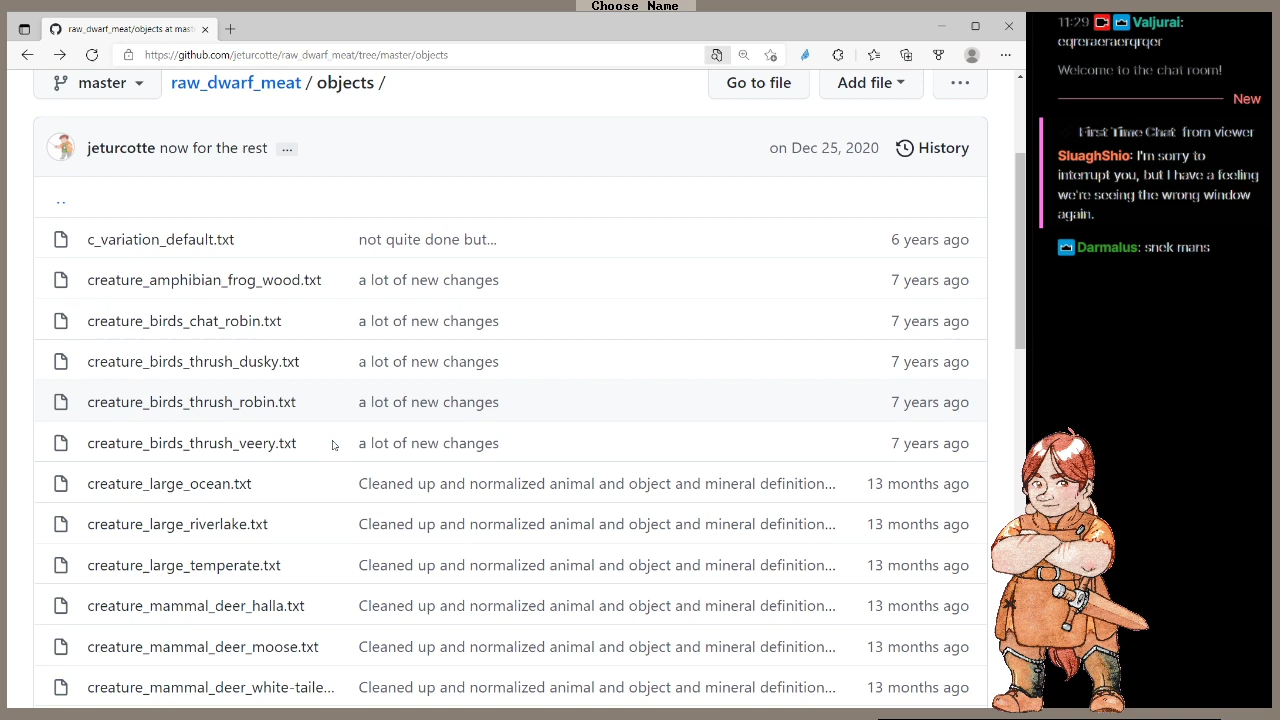 Choose Name
raw_dwarf_meat/objects at mast
https://github.com/jeturcotte/raw_dwarf_meat/tree/master/objects
master
raw_dwarf_meat / objects /
Go to file
Add file
jeturcotte now for the rest ...
on Dec 25, 2020
History
..
c_variation_default.txt not quite done but... 6 years ago
creature_amphibian_frog_wood.txt a lot of new changes 7 years ago
creature_birds_chat_robin.txt a lot of new changes 7 years ago
creature_birds_thrush_dusky.txt a lot of new changes 7 years ago
creature_birds_thrush_robin.txt a lot of new changes 7 years ago
creature_birds_thrush_veery.txt a lot of new changes 7 years ago
creature_large_ocean.txt Cleaned up and normalized animal and object and mineral definition... 13 months ago
creature_large_riverlake.txt Cleaned up and normalized animal and object and mineral definition... 13 months ago
creature_large_temperate.txt Cleaned up and normalized animal and object and mineral definition... 13 months ago
creature_mammal_deer_halla.txt Cleaned up and normalized animal and object and mineral definition... 13 months ago
creature_mammal_deer_moose.txt Cleaned up and normalized animal and object and mineral definition... 13 months ago
creature_mammal_deer_white-taile... Cleaned up and normalized animal and object and mineral definition... 13 months ago
11:29 Valjurai:
Welcome to the chat room!
New
First Time Chat from viewer
SluaghShio: I'm sorry to
interrupt you, but I have a feeling
we're seeing the wrong window
again.
Darmalus: snek mans